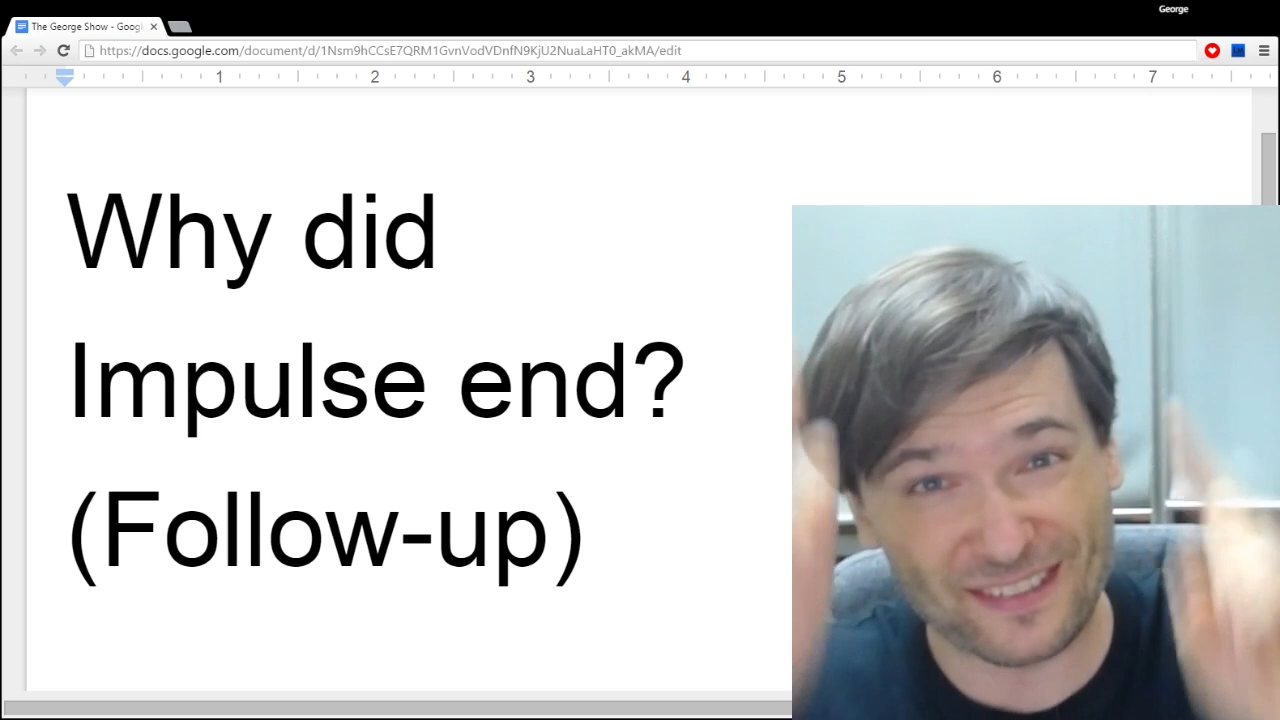 George
The George Show - Googl
https://docs.google.com/document/d/1Nsm9hCCsE7QRM1GvnVodVDnfN9KjU2NuaLaHT0_akMA/edit
1 2 3 4 5 6 7
Why did
Impulse end?
(Follow-up)